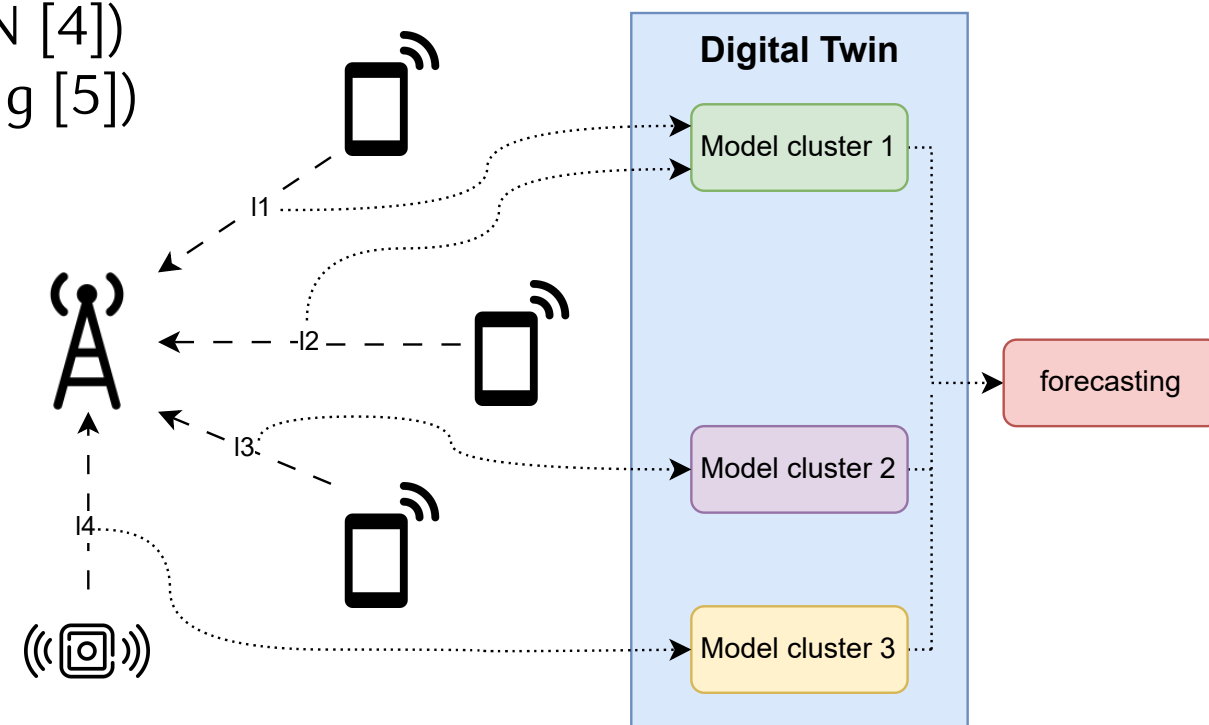 N [4])
g [5])
Digital Twin
Model cluster 1
l1
l2
forecasting
l3
Model cluster 2
l4
Model cluster 3